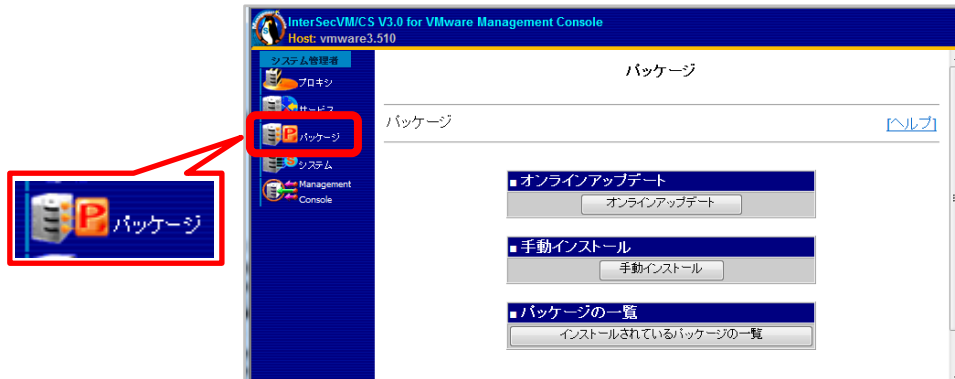 InterSecVM/CS V3.0 for VMware Management Console
Host: vmware3.510
システム管理者
プロキシ
サービス
パッケージ
システム
Management
Console
パッケージ
パッケージ
[ヘルプ]
■オンラインアップデート
オンラインアップデート
■手動インストール
手動インストール
■パッケージの一覧
インストールされているパッケージの一覧
P パッケージ